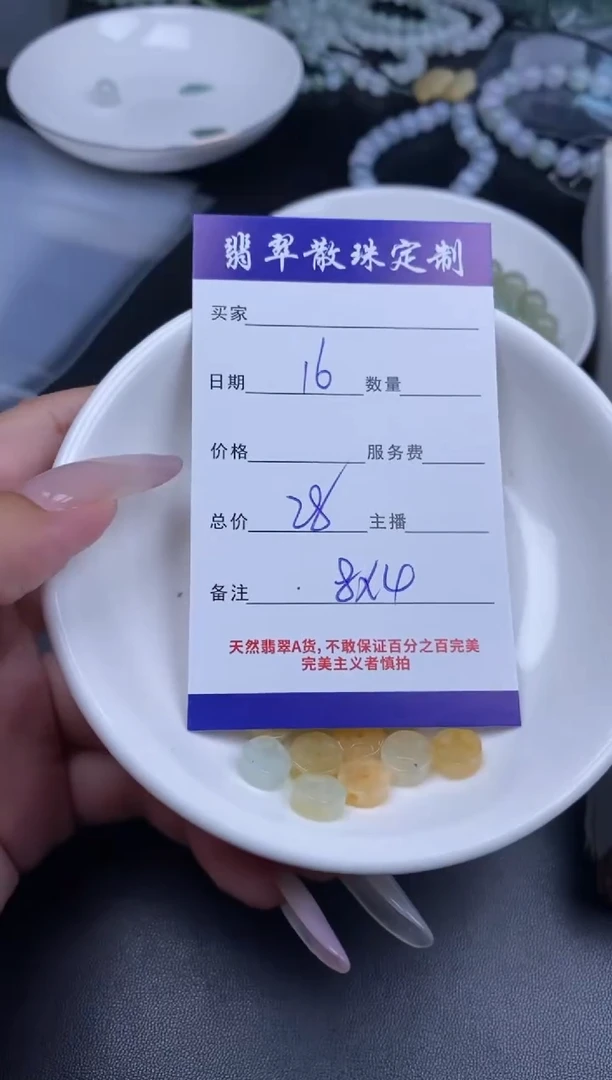 翡翠散珠定制
买家
日期 16 数量
价格 服务费
总价 28 主播
备注 8X4
天然翡翠A货,不敢保证百分之百完美
完美主义者慎拍